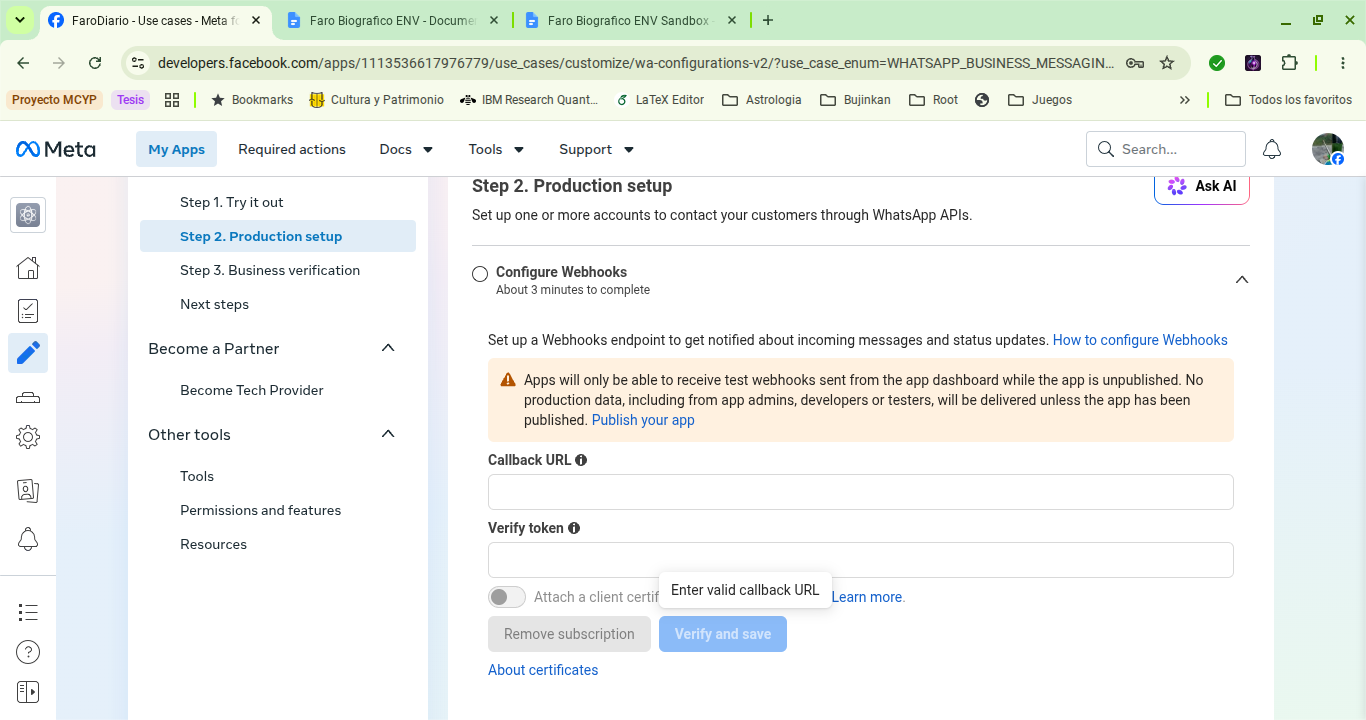 FaroDiario - Use cases - Meta fo
Faro Biografico ENV - Documen
Faro Biografico ENV Sandbox -
developers.facebook.com/apps/1113536617976779/use_cases/customize/wa-configurations-v2/?use_case_enum=WHATSAPP_BUSINESS_MESSAGIN...
Proyecto MCYP
Tesis
Bookmarks
Cultura y Patrimonio
IBM Research Quant...
LaTeX Editor
Astrologia
Bujinkan
Root
Juegos
Todos los favoritos
Meta
My Apps
Required actions
Docs
Tools
Support
Search...
Step 1. Try it out
Step 2. Production setup
Step 3. Business verification
Next steps
Become a Partner
Become Tech Provider
Other tools
Tools
Permissions and features
Resources
Step 2. Production setup
Ask AI
Set up one or more accounts to contact your customers through WhatsApp APIs.
Configure Webhooks
About 3 minutes to complete
Set up a Webhooks endpoint to get notified about incoming messages and status updates. How to configure Webhooks
Apps will only be able to receive test webhooks sent from the app dashboard while the app is unpublished. No
production data, including from app admins, developers or testers, will be delivered unless the app has been
published. Publish your app
Callback URL
Verify token
Enter valid callback URL
Attach a client certif
Learn more.
Remove subscription
Verify and save
About certificates